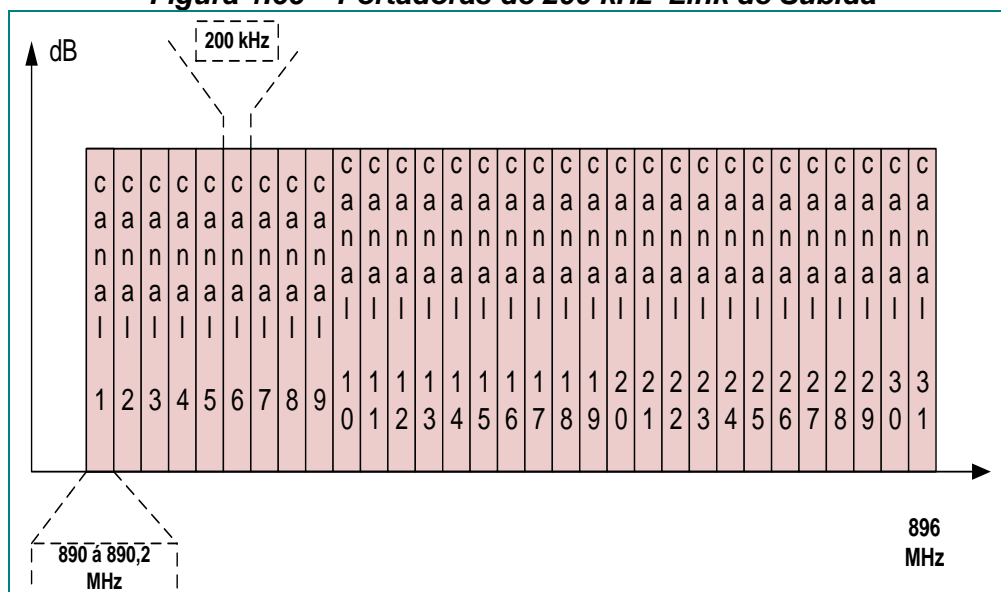 Figura 1.33 – Portadoras de 200 kHz Link de Subida
dB
200 kHz
canal 1
canal 2
canal 3
canal 4
canal 5
canal 6
canal 7
canal 8
canal 9
canal 10
canal 11
canal 12
canal 13
canal 14
canal 15
canal 16
canal 17
canal 18
canal 19
canal 20
canal 21
canal 22
canal 23
canal 24
canal 25
canal 26
canal 27
canal 28
canal 29
canal 30
canal 31
890 á 890,2
MHz
896
MHz